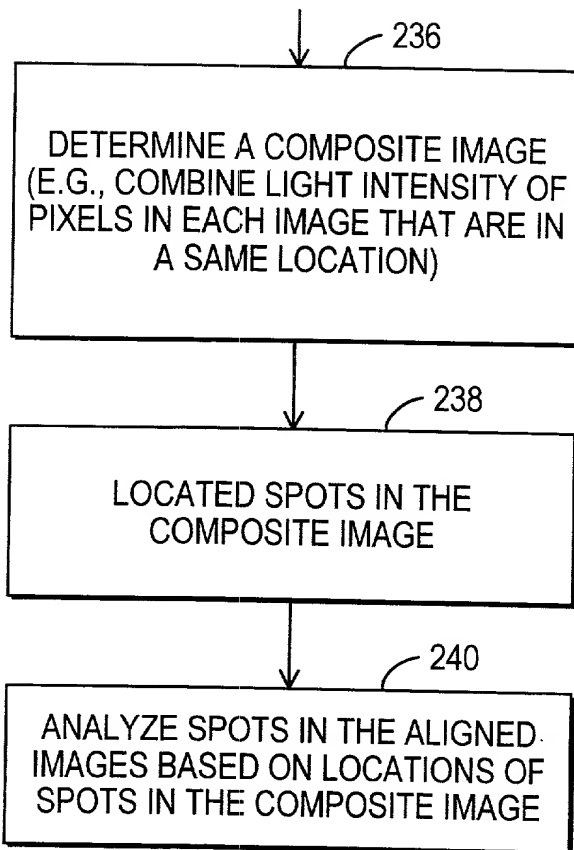 236
DETERMINE A COMPOSITE IMAGE
(E.G., COMBINE LIGHT INTENSITY OF
PIXELS IN EACH IMAGE THAT ARE IN
A SAME LOCATION)
238
LOCATED SPOTS IN THE
COMPOSITE IMAGE
240
ANALYZE SPOTS IN THE ALIGNED
IMAGES BASED ON LOCATIONS OF
SPOTS IN THE COMPOSITE IMAGE